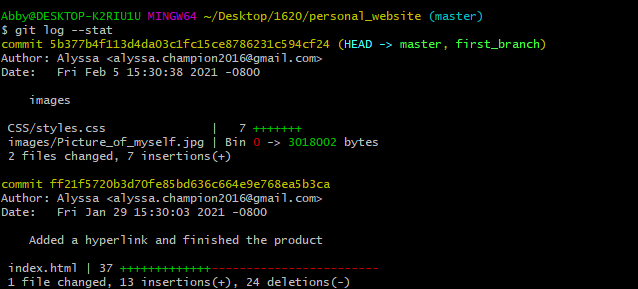 Abby@DESKTOP-K2RIU1U MINGW64 ~/Desktop/1620/personal_website (master)
$ git log --stat
commit 5b377b4f113d4da03c1fc15ce8786231c594cf24 (HEAD -> master, first_branch)
Author: Alyssa <alyssa.champion2016@gmail.com>
Date:   Fri Feb 5 15:30:38 2021 -0800
images
CSS/styles.css | 7 +++++++
images/Picture_of_myself.jpg | Bin 0 -> 3018002 bytes
2 files changed, 7 insertions(+)
commit ff21f5720b3d70fe85bd636c664e9e768ea5b3ca
Author: Alyssa <alyssa.champion2016@gmail.com>
Date:   Fri Jan 29 15:30:03 2021 -0800
Added a hyperlink and finished the product
index.html | 37 +++++++++++++------------------------
1 file changed, 13 insertions(+), 24 deletions(-)